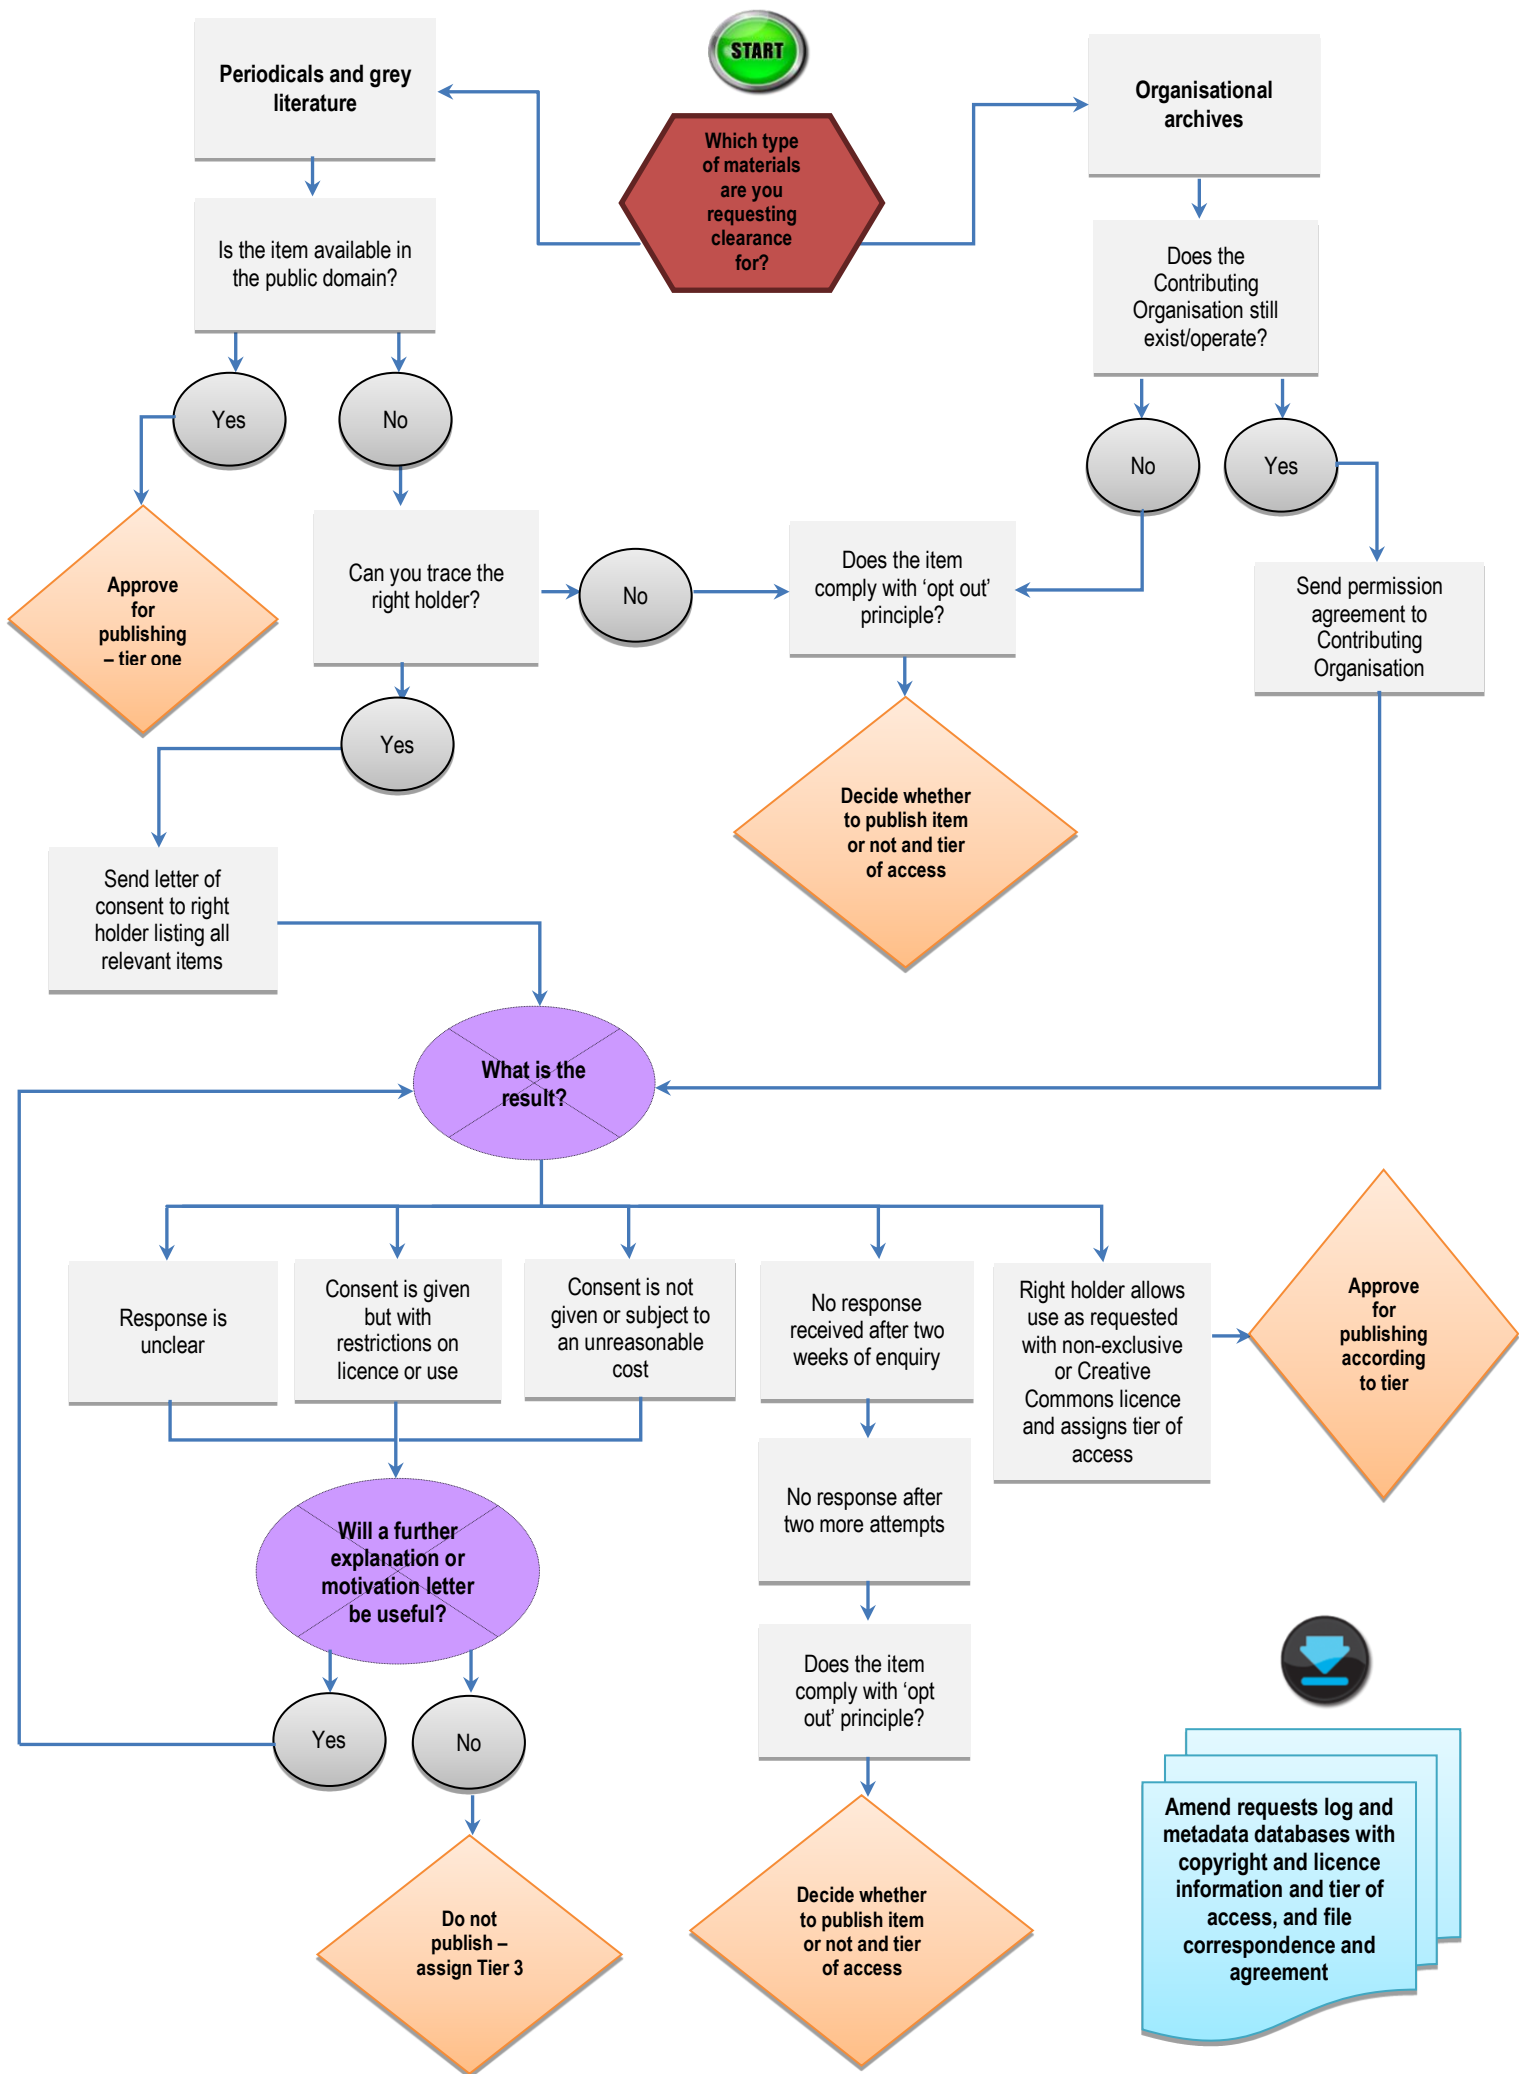 START
Periodicals and grey
literature
Which type
of materials
are you
requesting
clearance
for?
Organisational
archives
Is the item available in
the public domain?
Does the
Contributing
Organisation still
exist/operate?
Yes
No
No
Yes
Approve
for
publishing
– tier one
Can you trace the
right holder?
No
Does the item
comply with ‘opt out’
principle?
Send permission
agreement to
Contributing
Organisation
Yes
Decide whether
to publish item
or not and tier
of access
Send letter of
consent to right
holder listing all
relevant items
What is the
result?
Response is
unclear
Consent is given
but with
restrictions on
licence or use
Consent is not
given or subject to
an unreasonable
cost
No response
received after two
weeks of enquiry
Right holder allows
use as requested
with non-exclusive
or Creative
Commons licence
and assigns tier of
access
Approve
for
publishing
according
to tier
Will a further
explanation or
motivation letter
be useful?
No response after
two more attempts
Does the item
comply with ‘opt
out’ principle?
Yes
No
Do not
publish –
assign Tier 3
Decide whether
to publish item
or not and tier
of access
Amend requests log and
metadata databases with
copyright and licence
information and tier of
access, and file
correspondence and
agreement